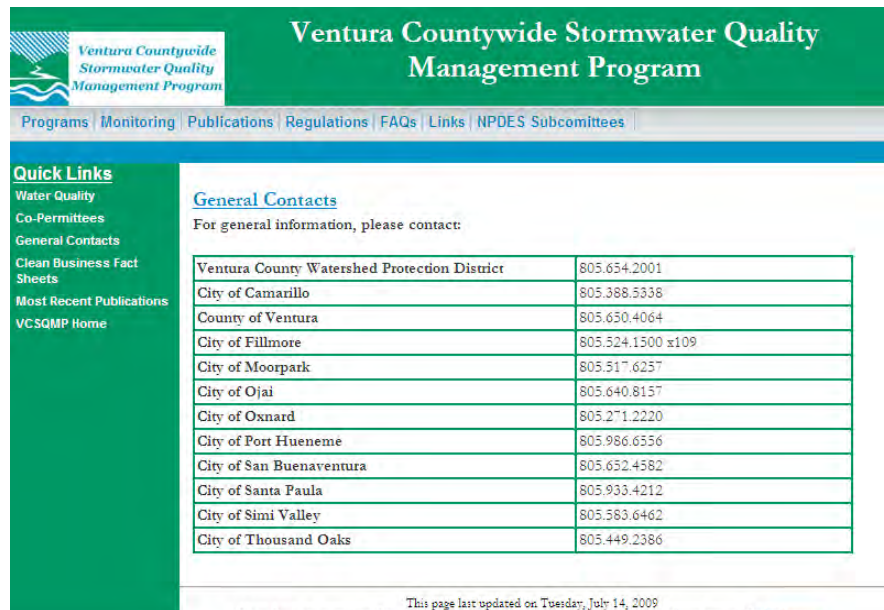 Ventura Countywide
Stormwater Quality
Management Program
Ventura Countywide Stormwater Quality
Management Program
Programs | Monitoring | Publications | Regulations | FAQs | Links | NPDES Subcomittees
Quick Links
Water Quality
Co-Permittees
General Contacts
Clean Business Fact
Sheets
Most Recent Publications
VCSQMP Home
General Contacts
For general information, please contact:
Ventura County Watershed Protection District 805.654.2001
City of Camarillo 805.388.5338
County of Ventura 805.650.4064
City of Fillmore 805.524.1500 x109
City of Moorpark 805.517.6257
City of Ojai 805.640.8157
City of Oxnard 805.271.2220
City of Port Hueneme 805.986.6556
City of San Buenaventura 805.652.4582
City of Santa Paula 805.933.4212
City of Simi Valley 805.583.6462
City of Thousand Oaks 805.449.2386
This page last updated on Tuesday, July 14, 2009